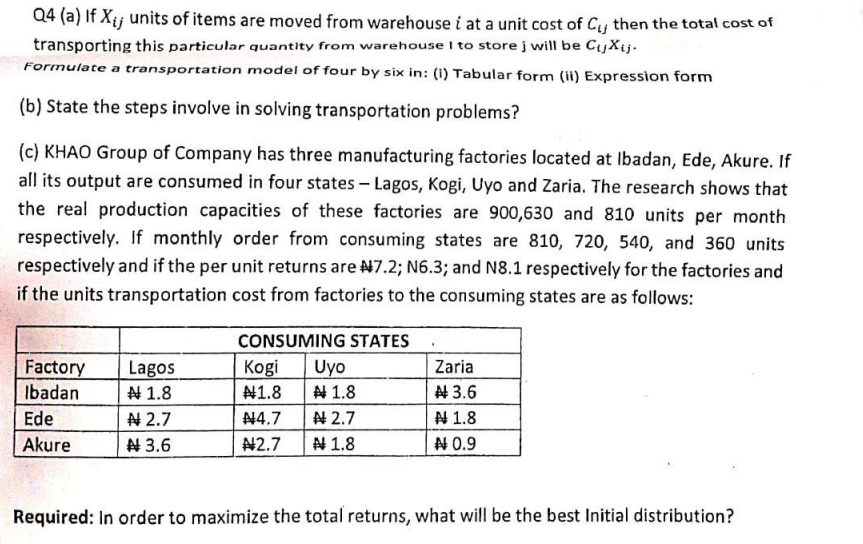 Q4 (a) If Xij units of items are moved from warehouse i at a unit cost of Cij then the total cost of
transporting this particular quantity from warehouse I to store j will be CijXij.
Formulate a transportation model of four by six in: (i) Tabular form (ii) Expression form
(b) State the steps involve in solving transportation problems?
(c) KHAO Group of Company has three manufacturing factories located at Ibadan, Ede, Akure. If
all its output are consumed in four states – Lagos, Kogi, Uyo and Zaria. The research shows that
the real production capacities of these factories are 900,630 and 810 units per month
respectively. If monthly order from consuming states are 810, 720, 540, and 360 units
respectively and if the per unit returns are ₦7.2; N6.3; and N8.1 respectively for the factories and
if the units transportation cost from factories to the consuming states are as follows:
CONSUMING STATES
Factory Lagos Kogi Uyo Zaria
Ibadan ₦ 1.8 ₦1.8 ₦ 1.8 ₦ 3.6
Ede ₦ 2.7 ₦4.7 ₦ 2.7 ₦ 1.8
Akure ₦ 3.6 ₦2.7 ₦ 1.8 ₦ 0.9
Required: In order to maximize the total returns, what will be the best Initial distribution?